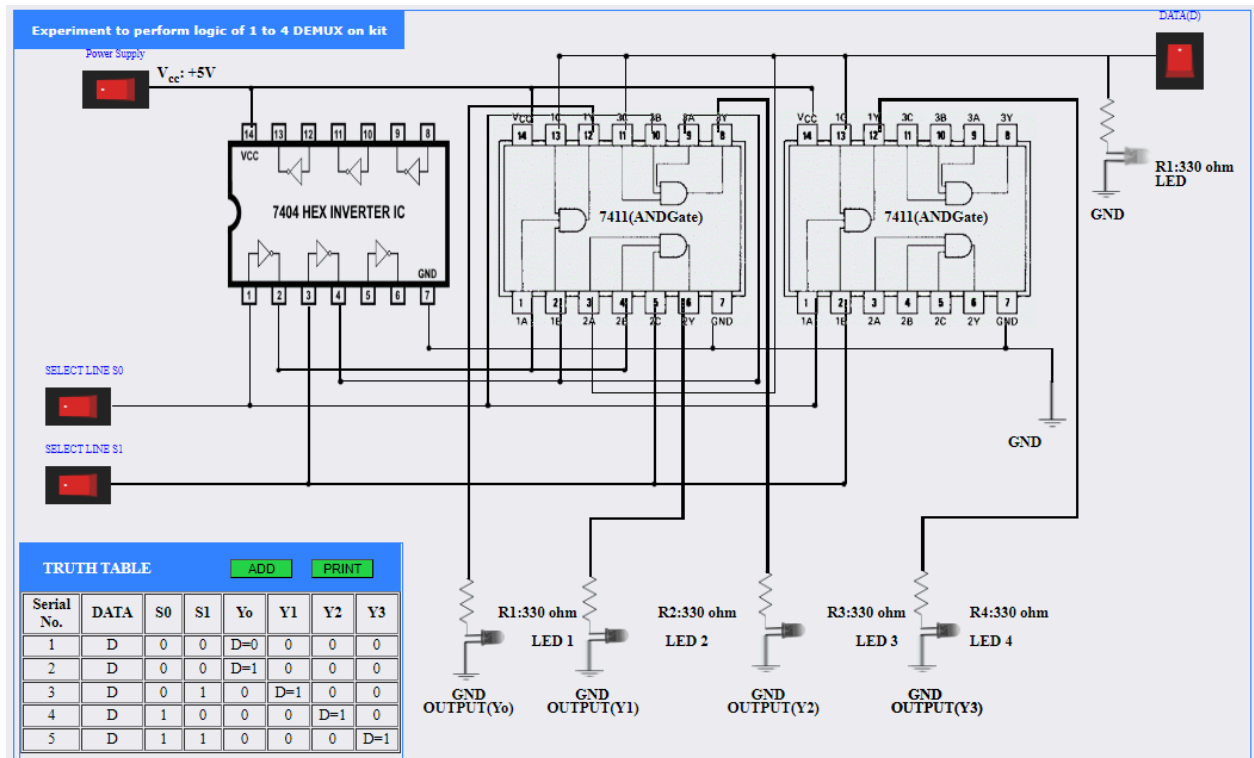 Experiment to perform logic of 1 to 4 DEMUX on kit
DATA(D)
Power Supply
Vcc: +5V
14 13 12 11 10 9 8
VCC
7404 HEX INVERTER IC
GND
1 2 3 4 5 6 7
VCC 1C 1Y 3C 3B 3A 3Y
14 13 12 11 10 9 8
7411(ANDGate)
1 2 3 4 5 6 7
1A 1B 2A 2B 2C 2Y GND
VCC 1C 1Y 3C 3B 3A 3Y
14 13 12 11 10 9 8
7411(ANDGate)
1 2 3 4 5 6 7
1A 1B 2A 2B 2C 2Y GND
R1:330 ohm
LED
GND
SELECT LINE S0
SELECT LINE S1
GND
TRUTH TABLE ADD PRINT
Serial No. DATA S0 S1 Yo Y1 Y2 Y3
1 D 0 0 D=0 0 0 0
2 D 0 0 D=1 0 0 0
3 D 0 1 0 D=1 0 0
4 D 1 0 0 0 D=1 0
5 D 1 1 0 0 0 D=1
R1:330 ohm R2:330 ohm R3:330 ohm R4:330 ohm
LED 1 LED 2 LED 3 LED 4
GND GND GND GND
OUTPUT(Yo) OUTPUT(Y1) OUTPUT(Y2) OUTPUT(Y3)